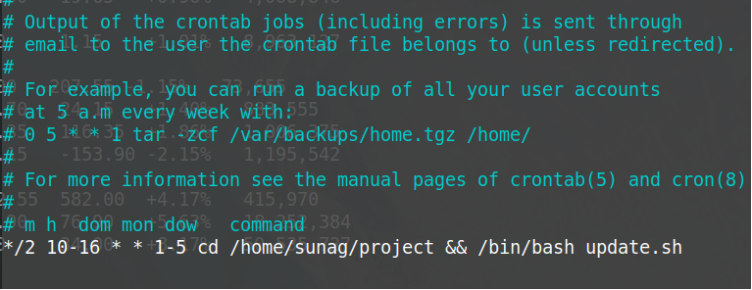 #
# Output of the crontab jobs (including errors) is sent through
# email to the user the crontab file belongs to (unless redirected).
#
# For example, you can run a backup of all your user accounts
# at 5 a.m every week with:
# 0 5 * * 1 tar -zcf /var/backups/home.tgz /home/
#
# For more information see the manual pages of crontab(5) and cron(8)
#
# m h  dom mon dow   command
*/2 10-16 * * 1-5 cd /home/sunag/project && /bin/bash update.sh